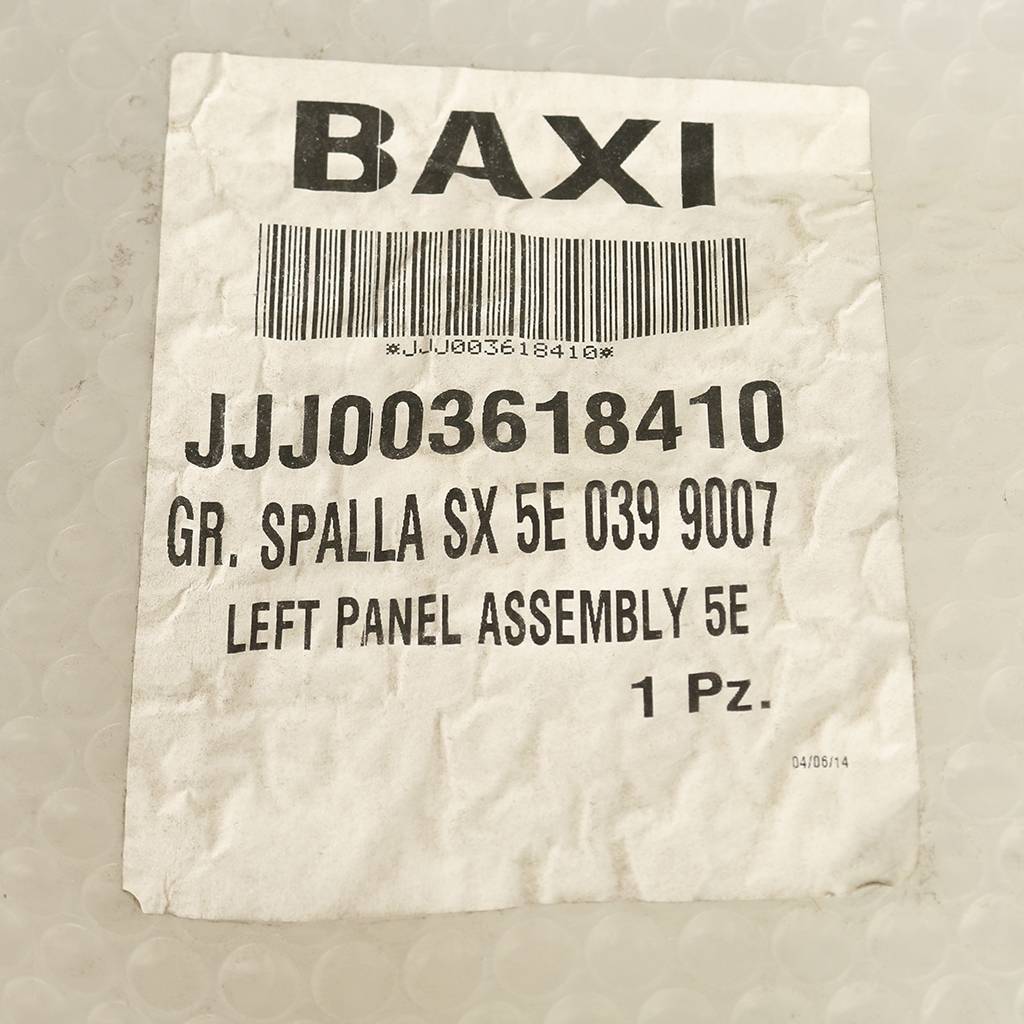 BAXI
*JJJ003618410*
JJJ003618410
GR. SPALLA SX 5E 039 9007
LEFT PANEL ASSEMBLY 5E
1 Pz.
04/06/14